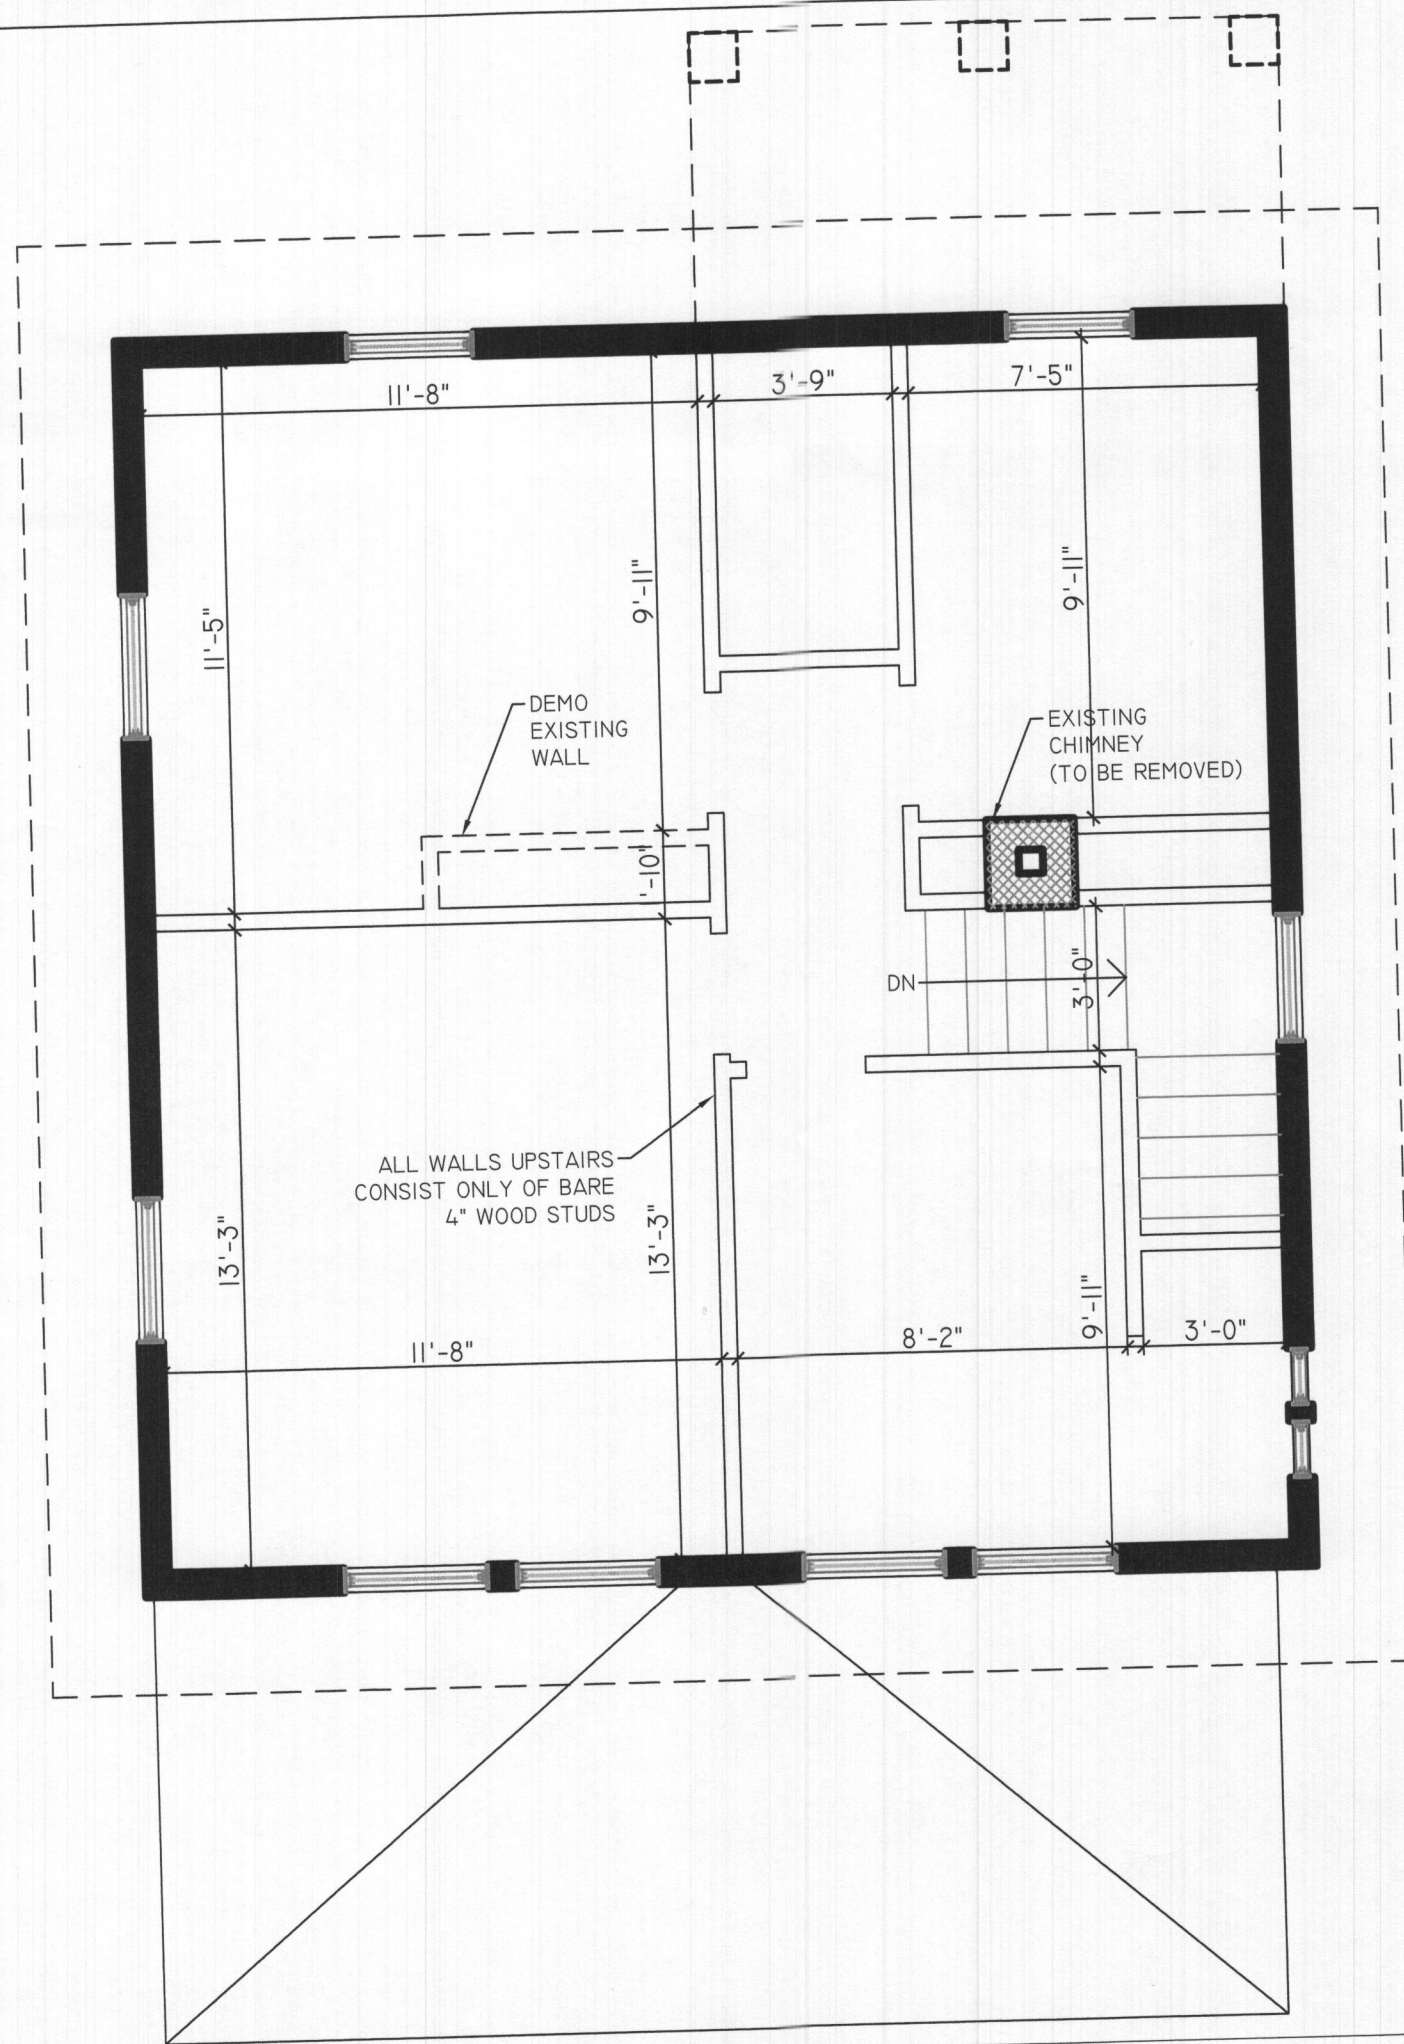 11'-8"
3'-9"
7'-5"
11'-5"
9'-11"
9'-11"
DEMO
EXISTING
WALL
EXISTING
CHIMNEY
(TO BE REMOVED)
'-10"
DN
3'-0"
ALL WALLS UPSTAIRS
CONSIST ONLY OF BARE
4" WOOD STUDS
13'-3"
13'-3"
9'-11"
11'-8"
8'-2"
3'-0"